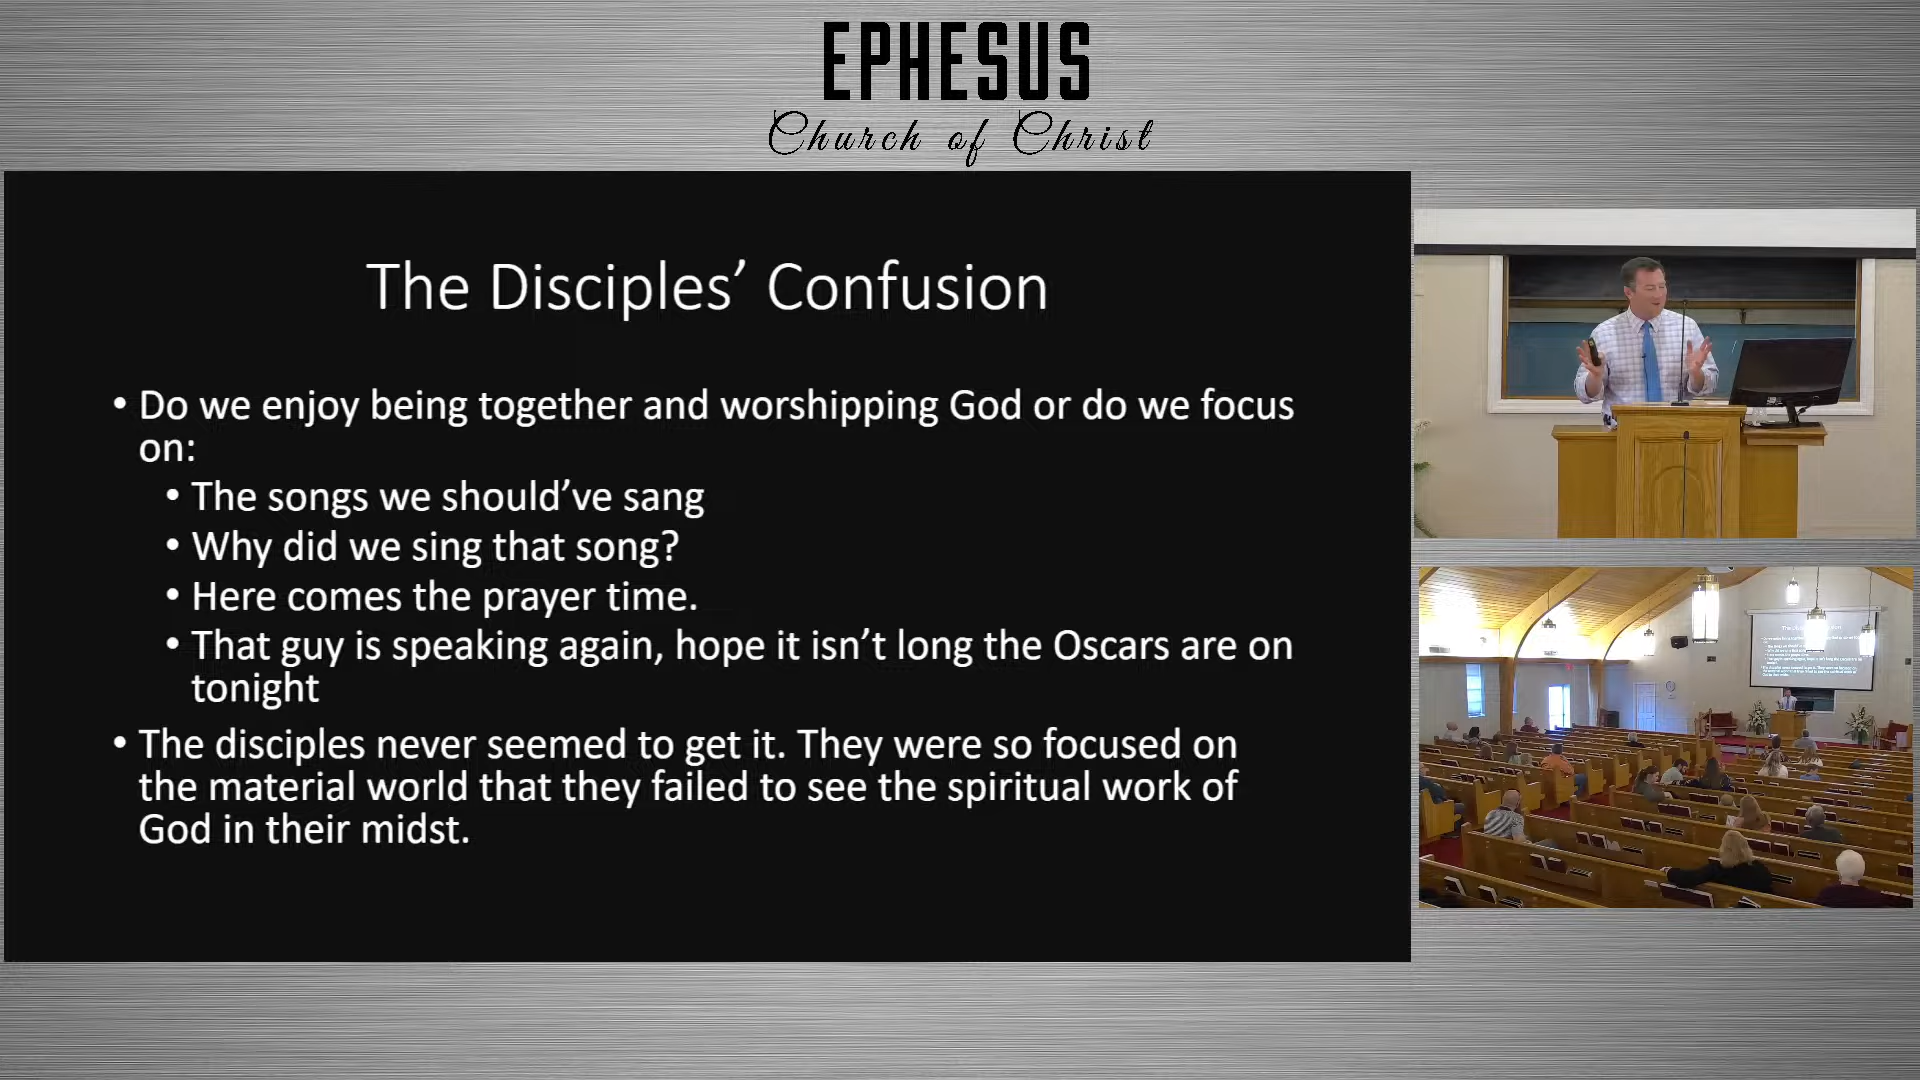 EPHESUS
Church of Christ
The Disciples’ Confusion
• Do we enjoy being together and worshipping God or do we focus
on:
• The songs we should’ve sang
• Why did we sing that song?
• Here comes the prayer time.
• That guy is speaking again, hope it isn’t long the Oscars are on
tonight
• The disciples never seemed to get it. They were so focused on
the material world that they failed to see the spiritual work of
God in their midst.